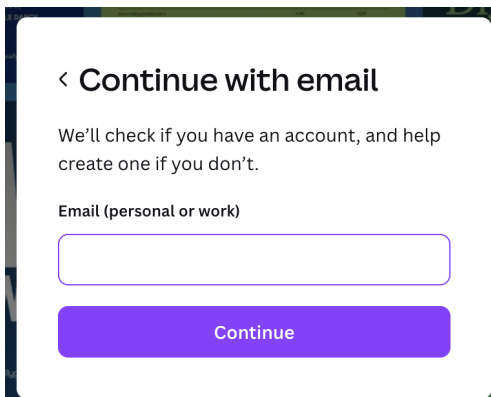 Continue with email
We'll check if you have an account, and help
create one if you don't.
Email (personal or work)
Continue